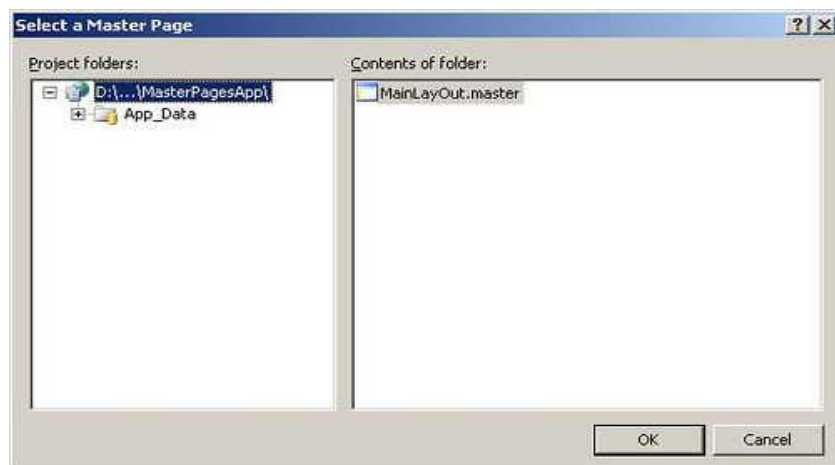 Select a Master Page
Project folders:
Contents of folder:
D:\...\MasterPagesApp\
App_Data
MainLayOut.master
OK
Cancel